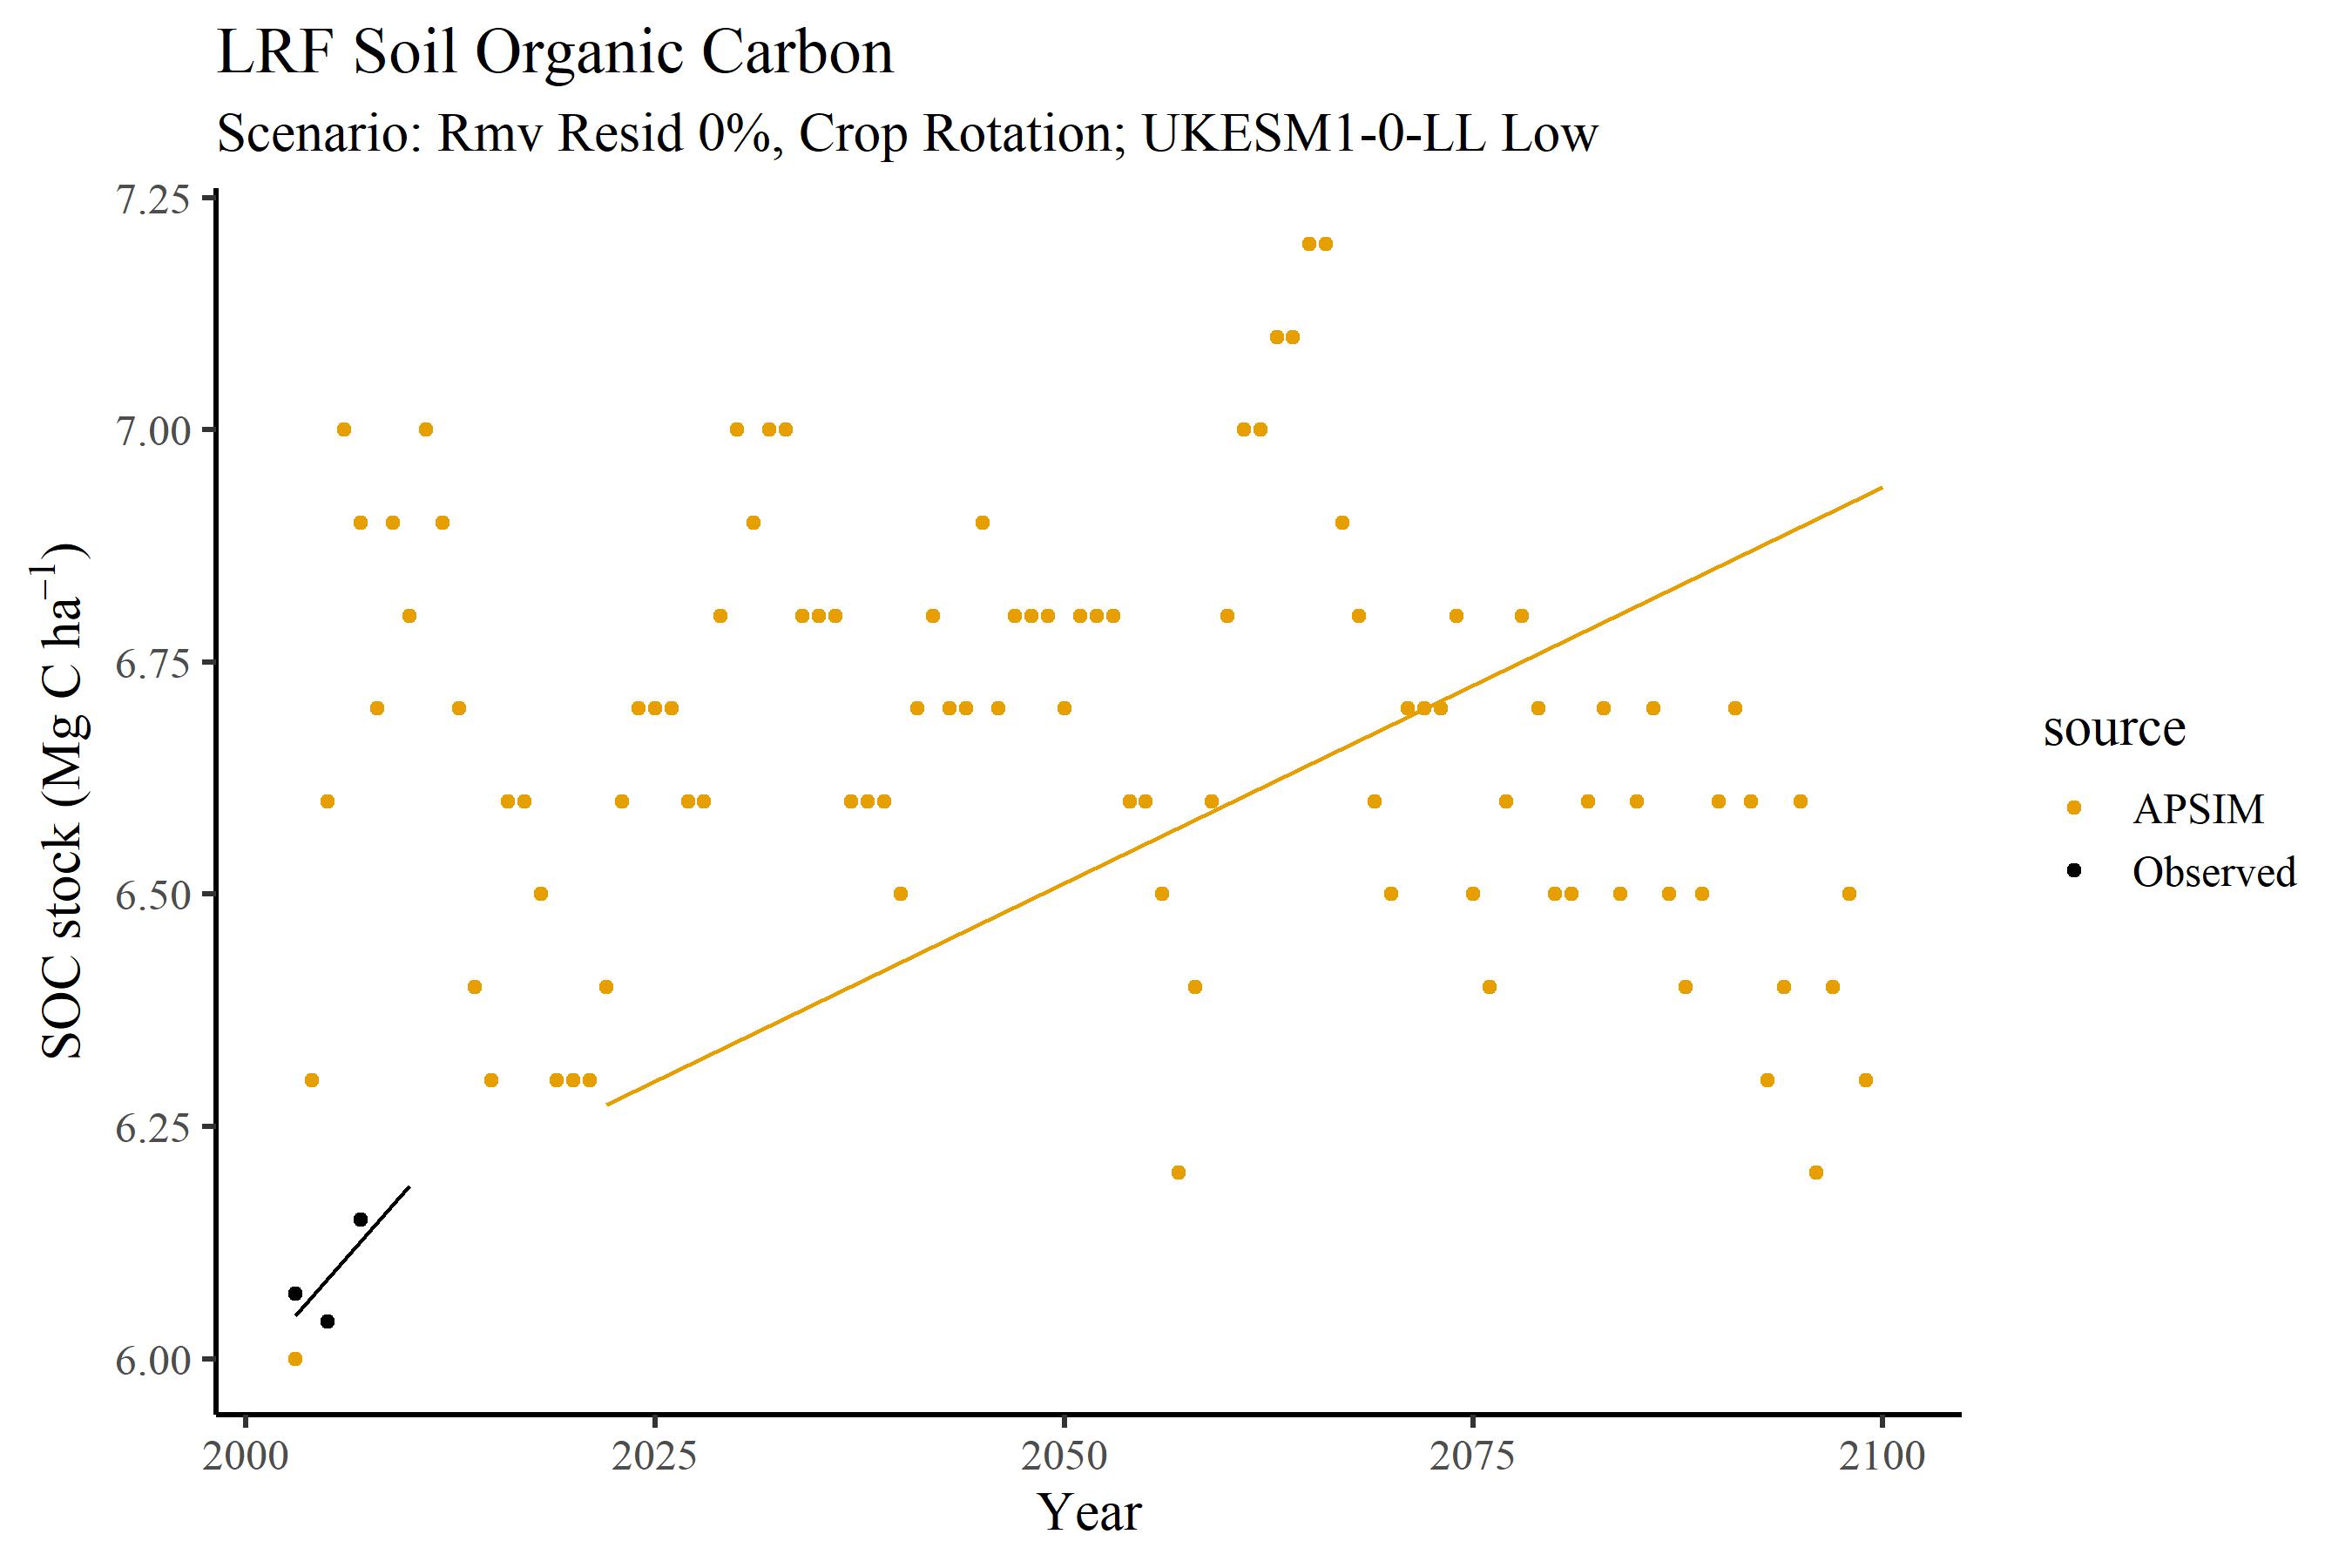 LRF Soil Organic Carbon
Scenario: Rmv Resid 0%, Crop Rotation; UKESM1-0-LL Low
SOC stock (Mg C ha⁻¹)
7.25
7.00
6.75
6.50
6.25
6.00
2000 2025 2050 2075 2100
Year
source
APSIM
Observed